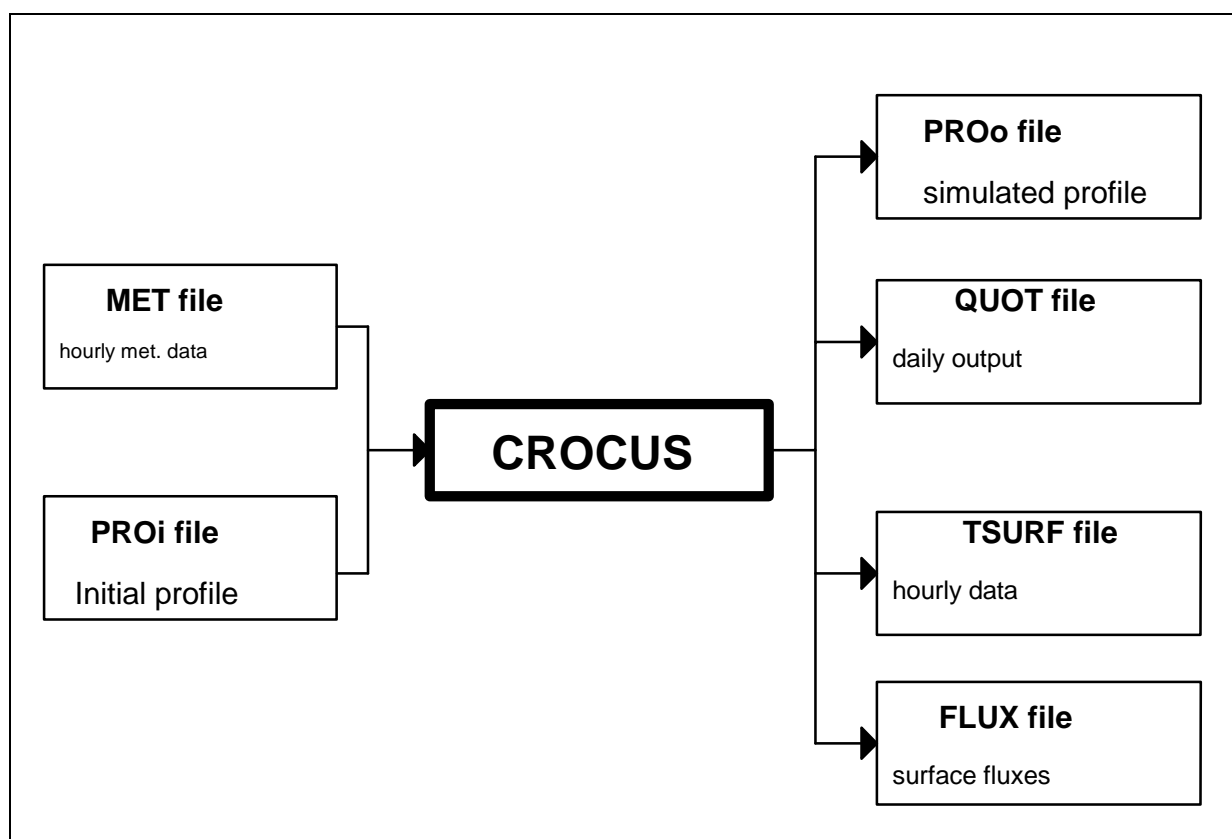 MET file
hourly met. data
PROi file
Initial profile
CROCUS
PROo file
simulated profile
QUOT file
daily output
TSURF file
hourly data
FLUX file
surface fluxes